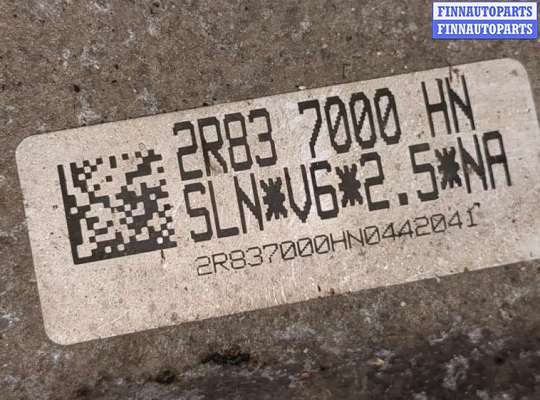 FINNAUTOPARTS
FINNAUTOPARTS
2R83 7000 HN
SLN*V6*2.5*NA
2R837000HN0442041